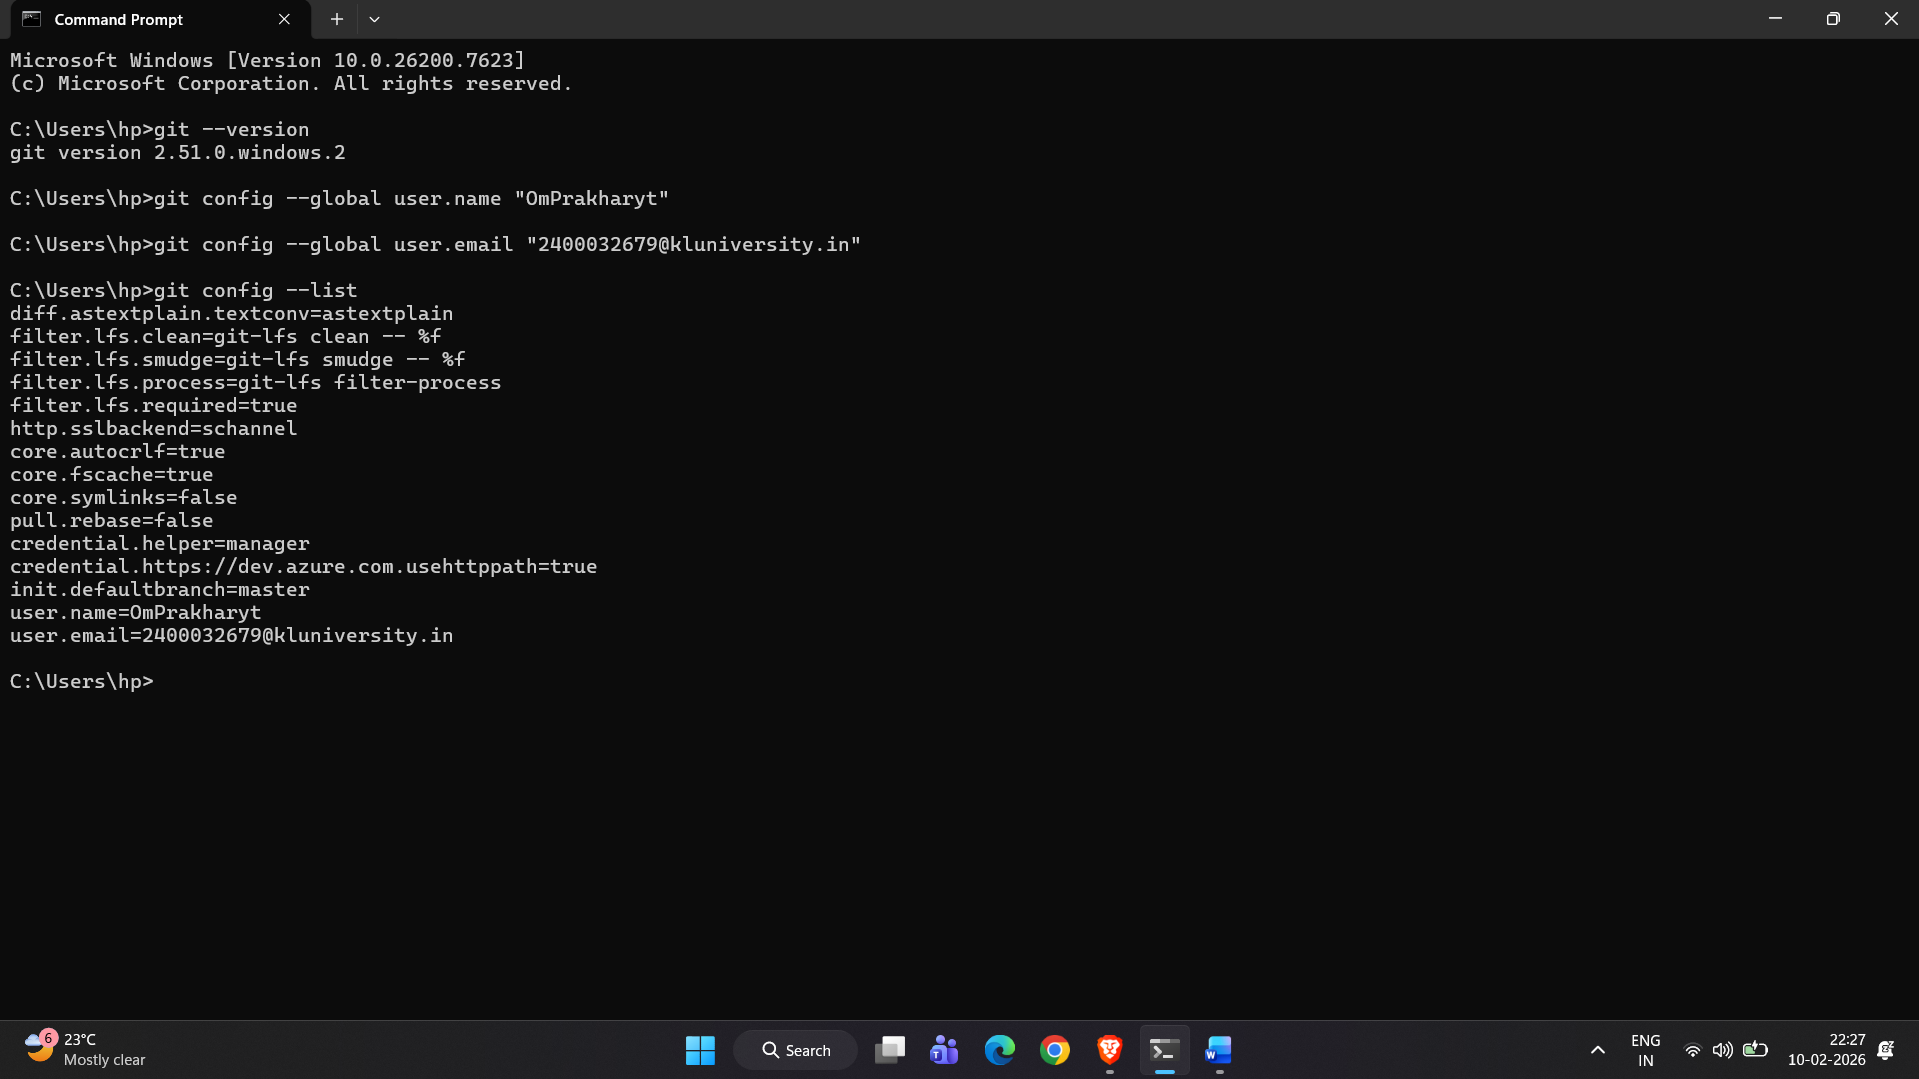 Command Prompt
Microsoft Windows [Version 10.0.26200.7623]
(c) Microsoft Corporation. All rights reserved.
C:\Users\hp>git --version
git version 2.51.0.windows.2
C:\Users\hp>git config --global user.name "OmPrakharyt"
C:\Users\hp>git config --global user.email "2400032679@kluniversity.in"
C:\Users\hp>git config --list
diff.astextplain.textconv=astextplain
filter.lfs.clean=git-lfs clean -- %f
filter.lfs.smudge=git-lfs smudge -- %f
filter.lfs.process=git-lfs filter-process
filter.lfs.required=true
http.sslbackend=schannel
core.autocrlf=true
core.fscache=true
core.symlinks=false
pull.rebase=false
credential.helper=manager
credential.https://dev.azure.com.usehttppath=true
init.defaultbranch=master
user.name=OmPrakharyt
user.email=2400032679@kluniversity.in
C:\Users\hp>
6
23°C
Mostly clear
Search
ENG
IN
22:27
10-02-2026